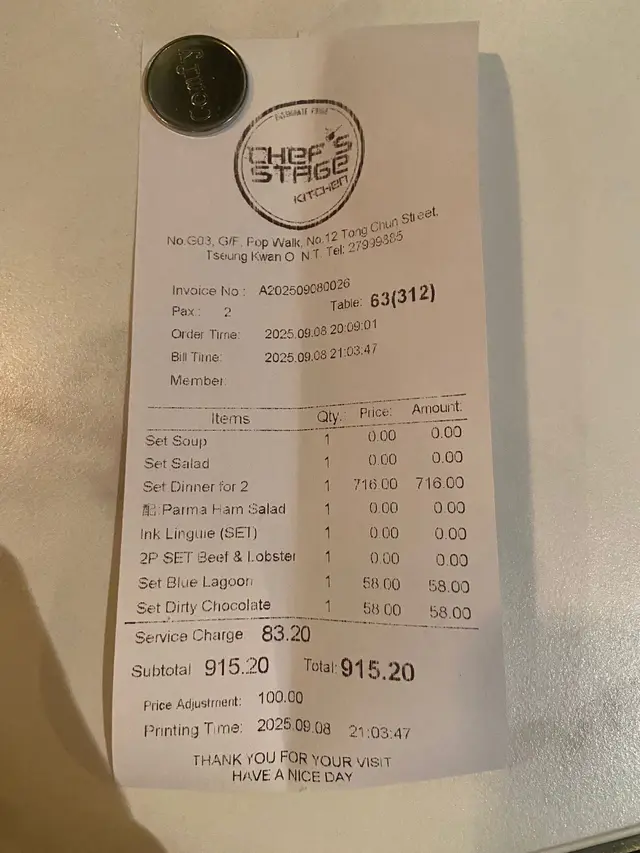 CHEF'S
STAGE
KITCHEN
No.G03, G/F, Pop Walk, No.12 Tong Chun Street,
Tseung Kwan O N.T. Tel: 27999885
Invoice No : A202509080026
Pax : 2 Table: 63(312)
Order Time: 2025.09.08 20:09:01
Bill Time: 2025.09.08 21:03:47
Member:
Items Qty. Price: Amount:
Set Soup 1 0.00 0.00
Set Salad 1 0.00 0.00
Set Dinner for 2 1 716.00 716.00
配:Parma Ham Salad 1 0.00 0.00
Ink Linguie (SET) 1 0.00 0.00
2P SET Beef & Lobster 1 0.00 0.00
Set Blue Lagoon 1 58.00 58.00
Set Dirty Chocolate 1 58.00 58.00
Service Charge 83.20
Subtotal 915.20 Total: 915.20
Price Adjustment: 100.00
Printing Time: 2025.09.08 21:03:47
THANK YOU FOR YOUR VISIT
HAVE A NICE DAY